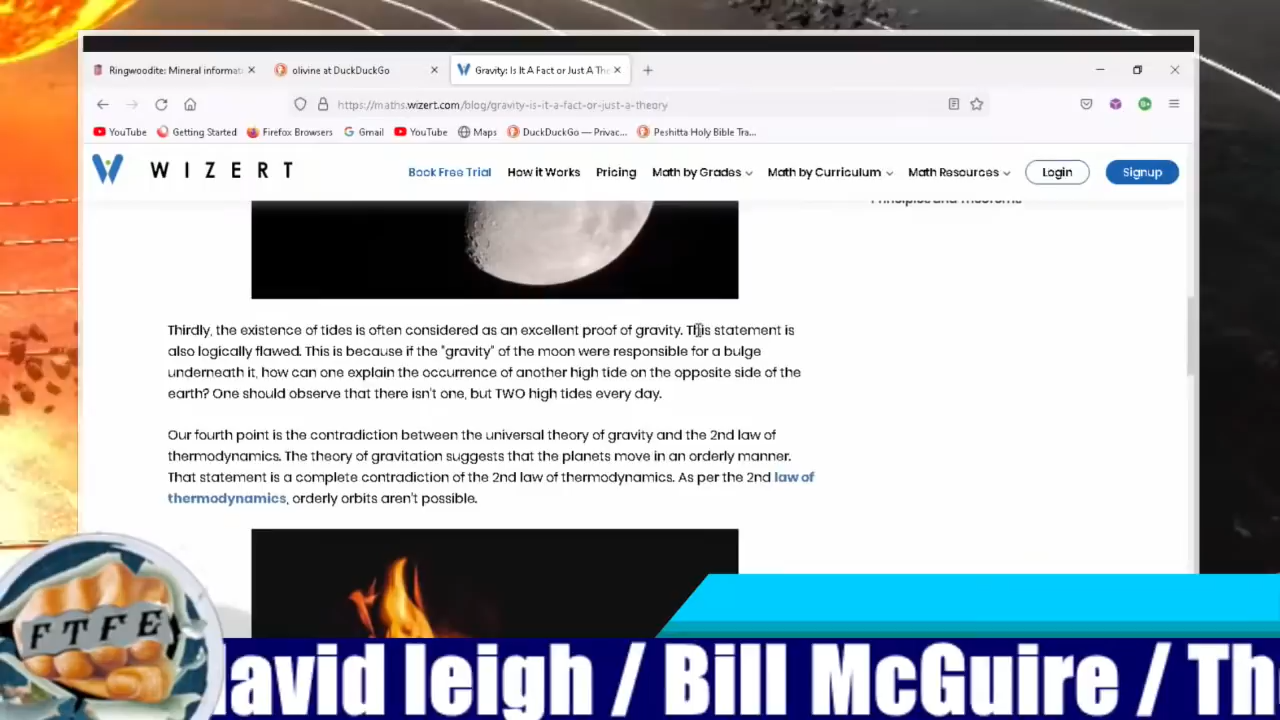 Ringwoodite: Mineral informat
olivine at DuckDuckGo
Gravity: Is It A Fact or Just A The
https://maths.wizert.com/blog/gravity-is-it-a-fact-or-just-a-theory
YouTube
Getting Started
Firefox Browsers
Gmail
YouTube
Maps
DuckDuckGo — Privac...
Peshitta Holy Bible Tra...
WIZERT
Book Free Trial
How it Works
Pricing
Math by Grades
Math by Curriculum
Math Resources
Login
Signup
Principles and Theorems
Thirdly, the existence of tides is often considered as an excellent proof of gravity. This statement is
also logically flawed. This is because if the "gravity" of the moon were responsible for a bulge
underneath it, how can one explain the occurrence of another high tide on the opposite side of the
earth? One should observe that there isn't one, but TWO high tides every day.
Our fourth point is the contradiction between the universal theory of gravity and the 2nd law of
thermodynamics. The theory of gravitation suggests that the planets move in an orderly manner.
That statement is a complete contradiction of the 2nd law of thermodynamics. As per the 2nd law of
thermodynamics, orderly orbits aren't possible.
FTFE
david leigh / Bill McGuire / Th